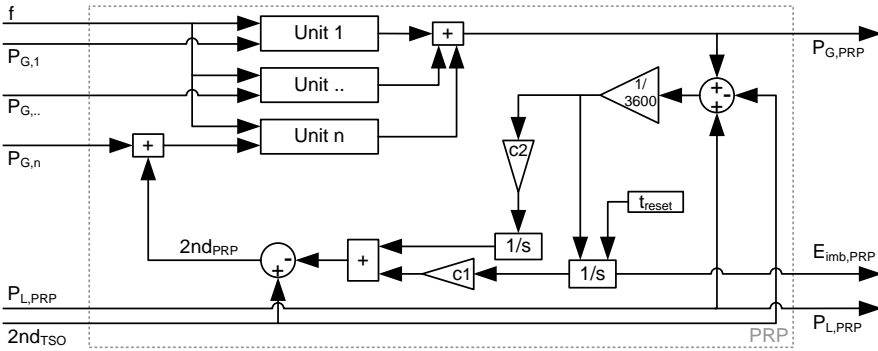 f
Unit 1
+
P_G,1
P_G,PRP
Unit ..
1/
3600
+
-
+
P_G,..
Unit n
+
c2
P_G,n
t_reset
2nd_PRP
1/s
-
+
+
c1
1/s
E_imb,PRP
P_L,PRP
P_L,PRP
2nd_TSO
PRP